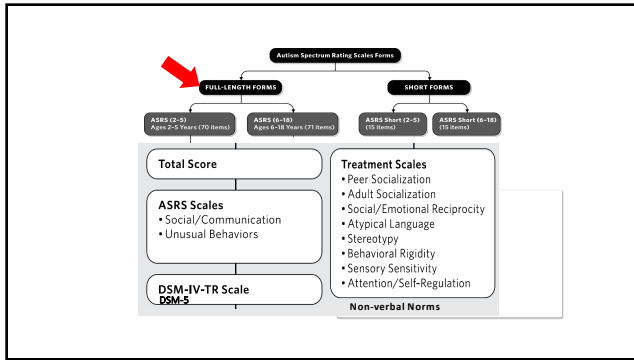 Autism Spectrum Rating Scales Forms
FULL-LENGTH FORMS
SHORT FORMS
ASRS (2–5)
Ages 2–5 Years (70 items)
ASRS (6–18)
Ages 6–18 Years (71 items)
ASRS Short (2–5)
(15 items)
ASRS Short (6–18)
(15 items)
Total Score
ASRS Scales
• Social/Communication
• Unusual Behaviors
DSM-IV-TR Scale
DSM-5
Treatment Scales
• Peer Socialization
• Adult Socialization
• Social/Emotional Reciprocity
• Atypical Language
• Stereotypy
• Behavioral Rigidity
• Sensory Sensitivity
• Attention/Self-Regulation
Non-verbal Norms